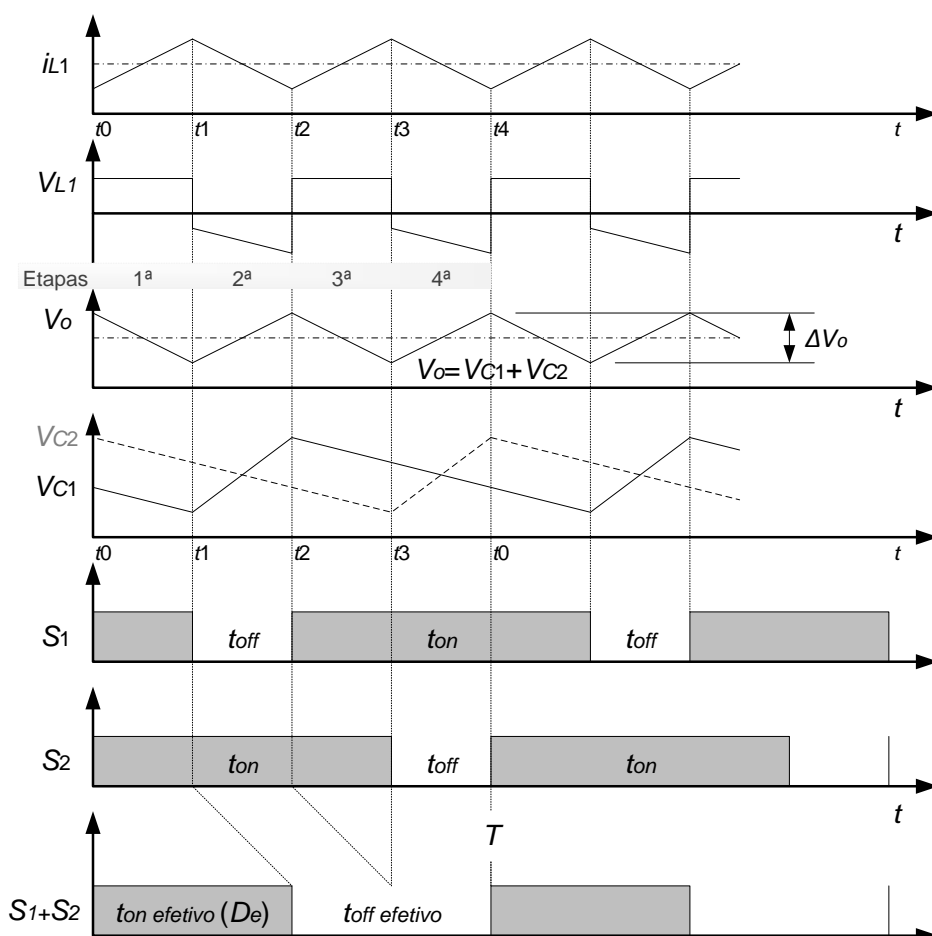 iL1
t0 t1 t2 t3 t4 t
VL1
t
Etapas 1ª 2ª 3ª 4ª
Vo
ΔVo
Vo=VC1+VC2
t
VC2
VC1
t0 t1 t2 t3 t0 t
S1 toff ton toff
S2 ton toff ton
t
T
S1+S2 ton efetivo (De) toff efetivo